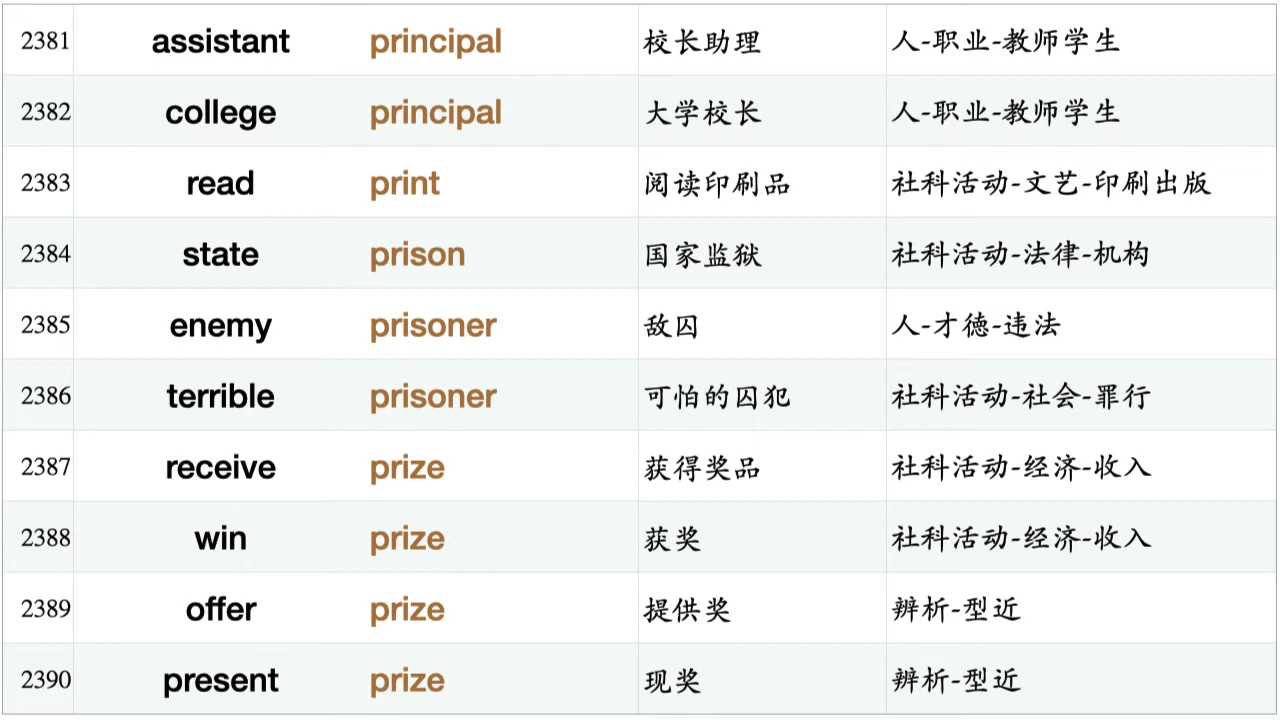 2381 assistant principal 校长助理 人-职业-教师学生
2382 college principal 大学校长 人-职业-教师学生
2383 read print 阅读印刷品 社科活动-文艺-印刷出版
2384 state prison 国家监狱 社科活动-法律-机构
2385 enemy prisoner 敌囚 人-才德-违法
2386 terrible prisoner 可怕的囚犯 社科活动-社会-罪行
2387 receive prize 获得奖品 社科活动-经济-收入
2388 win prize 获奖 社科活动-经济-收入
2389 offer prize 提供奖 辨析-型近
2390 present prize 现奖 辨析-型近